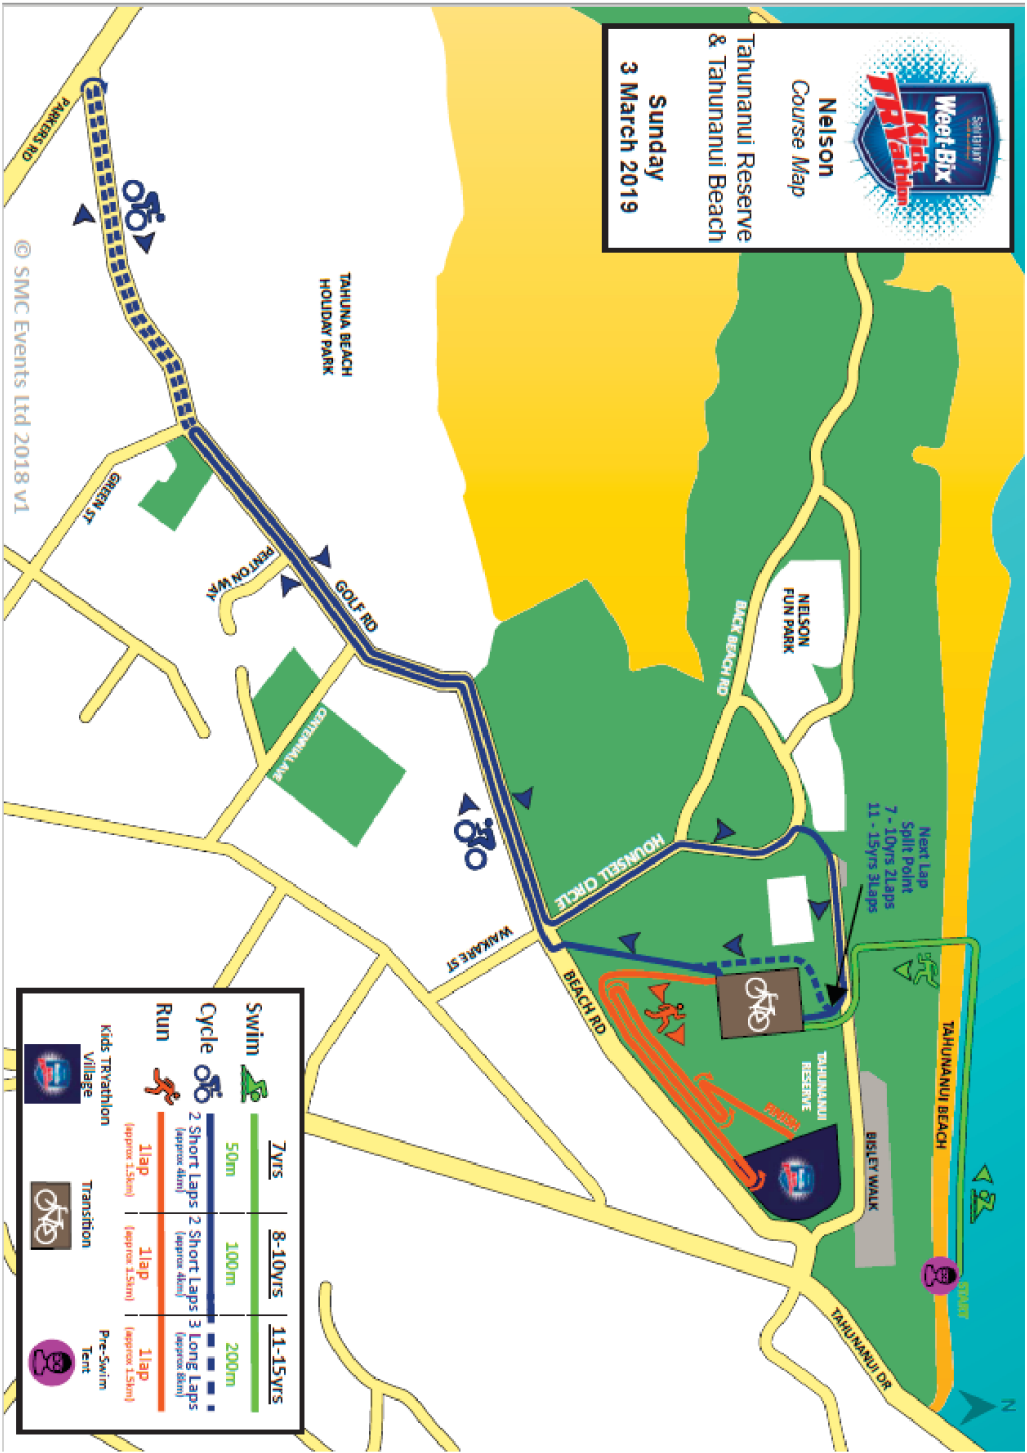 Sanitarium
Weet-Bix
Kids
TRYathlon
Nelson
Course Map
Tahunanui Reserve
& Tahunanui Beach
Sunday
3 March 2019
N
START
TAHUNANUI BEACH
TAHUNANUI DR
BISLEY WALK
TAHUNANUI
RESERVE
FINISH
Next Lap
Split Point
7 - 10yrs 2Laps
11 - 15yrs 3Laps
NELSON
FUN PARK
BACK BEACH RD
HOUNSELL CIRCLE
BEACH RD
WAIKARE ST
GOLF RD
CENTENNIAL AVE
PENTON WAY
GREEN ST
TAHUNA BEACH
HOLIDAY PARK
PARKERS RD
7yrs 8-10yrs 11-15yrs
Swim 50m 100m 200m
Cycle 2 Short Laps 2 Short Laps 3 Long Laps
(approx 4km) (approx 4km) (approx 8km)
Run 1lap 1lap 1lap
(approx 1.5km) (approx 1.5km) (approx 1.5km)
Kids TRYathlon
Village
Transition
Pre-Swim
Tent
© SMC Events Ltd 2018 v1